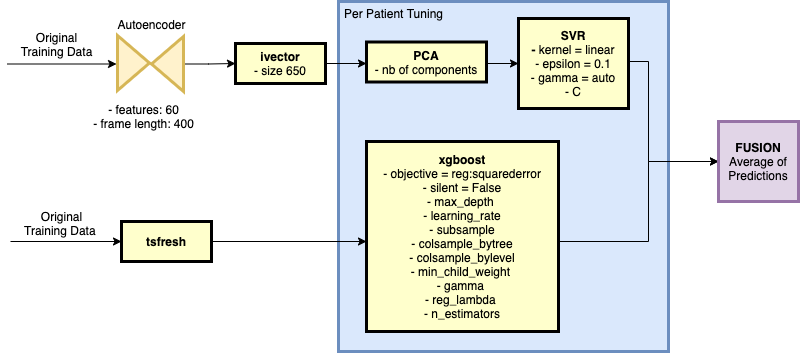 Per Patient Tuning
Autoencoder
Original
Training Data
- features: 60
- frame length: 400
ivector
- size 650
PCA
- nb of components
SVR
- kernel = linear
- epsilon = 0.1
- gamma = auto
- C
FUSION
Average of
Predictions
Original
Training Data
tsfresh
xgboost
- objective = reg:squarederror
- silent = False
- max_depth
- learning_rate
- subsample
- colsample_bytree
- colsample_bylevel
- min_child_weight
- gamma
- reg_lambda
- n_estimators